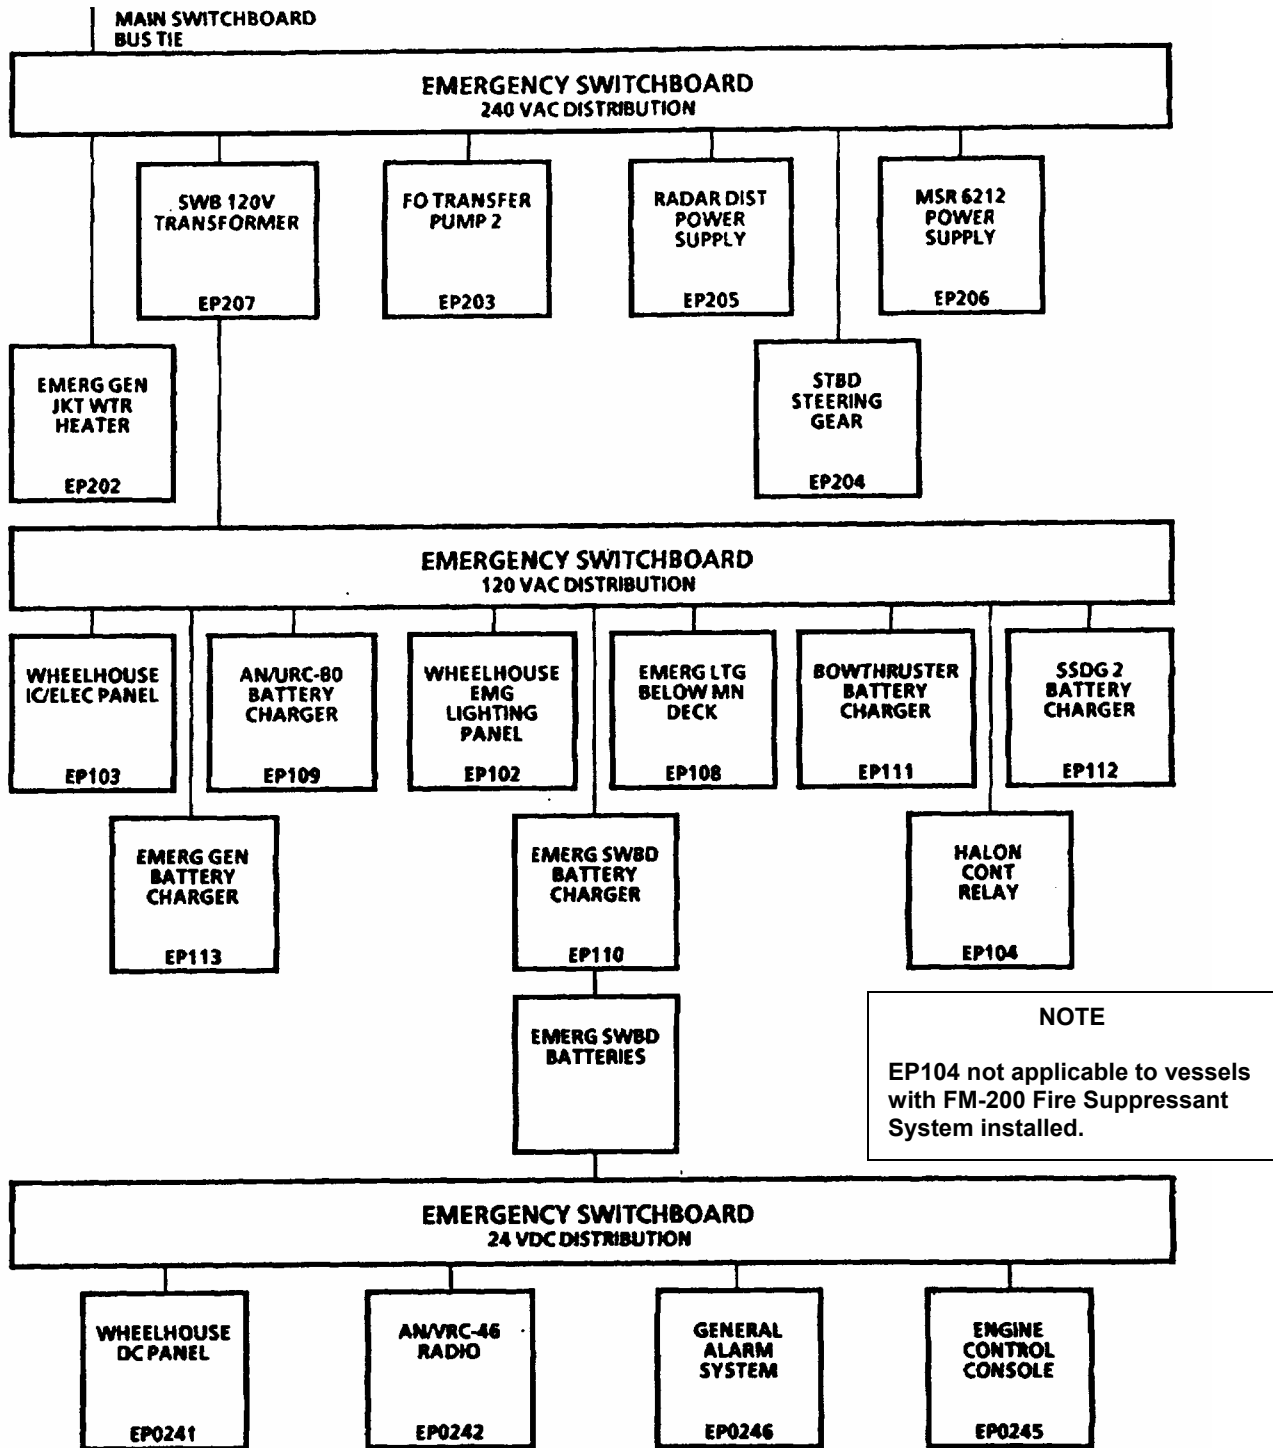 MAIN SWITCHBOARD
BUS TIE
EMERGENCY SWITCHBOARD
240 VAC DISTRIBUTION
SWB 120V
TRANSFORMER
EP207
FO TRANSFER
PUMP 2
EP203
RADAR DIST
POWER
SUPPLY
EP205
MSR 6212
POWER
SUPPLY
EP206
EMERG GEN
JKT WTR
HEATER
EP202
STBD
STEERING
GEAR
EP204
EMERGENCY SWITCHBOARD
120 VAC DISTRIBUTION
WHEELHOUSE
IC/ELEC PANEL
EP103
AN/URC-80
BATTERY
CHARGER
EP109
WHEELHOUSE
EMG
LIGHTING
PANEL
EP102
EMERG LTG
BELOW MN
DECK
EP108
BOWTHRUSTER
BATTERY
CHARGER
EP111
SSDG 2
BATTERY
CHARGER
EP112
EMERG GEN
BATTERY
CHARGER
EP113
EMERG SWBD
BATTERY
CHARGER
EP110
HALON
CONT
RELAY
EP104
EMERG SWBD
BATTERIES
NOTE
EP104 not applicable to vessels
with FM-200 Fire Suppressant
System installed.
EMERGENCY SWITCHBOARD
24 VDC DISTRIBUTION
WHEELHOUSE
DC PANEL
EP0241
AN/VRC-46
RADIO
EP0242
GENERAL
ALARM
SYSTEM
EP0246
ENGINE
CONTROL
CONSOLE
EP0245